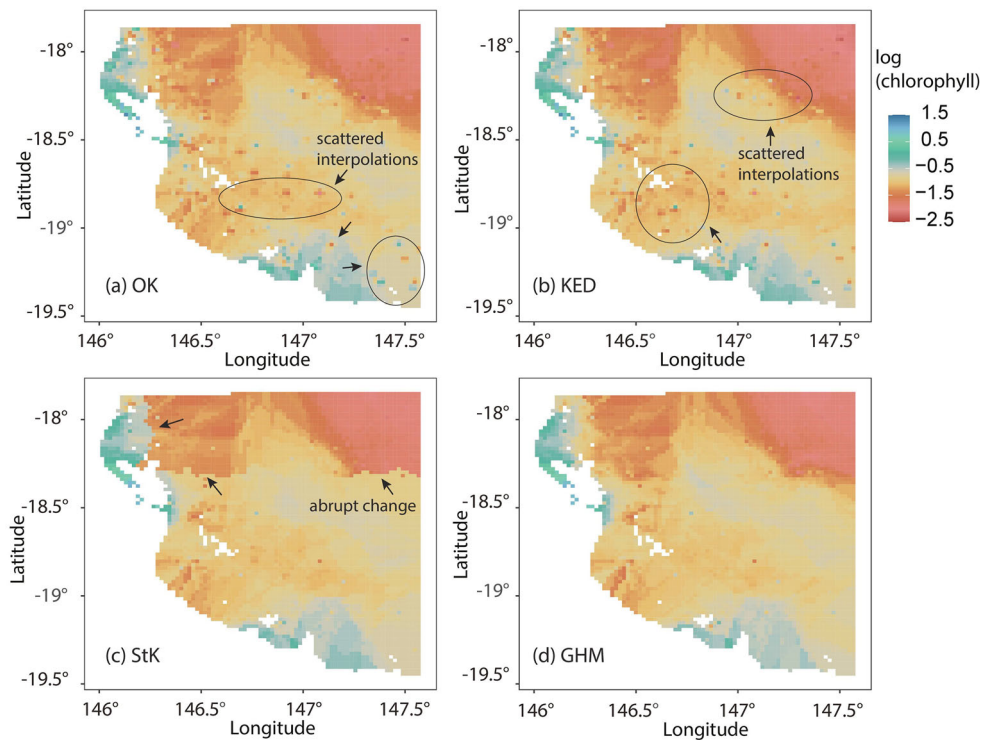 -18°
-18.5°
-19°
-19.5°
Latitude
scattered
interpolations
(a) OK
146°
146.5°
147°
147.5°
Longitude
-18°
-18.5°
-19°
-19.5°
Latitude
scattered
interpolations
(b) KED
146°
146.5°
147°
147.5°
Longitude
log
(chlorophyll)
1.5
0.5
−0.5
−1.5
−2.5
-18°
-18.5°
-19°
-19.5°
Latitude
abrupt change
(c) StK
146°
146.5°
147°
147.5°
Longitude
-18°
-18.5°
-19°
-19.5°
Latitude
(d) GHM
146°
146.5°
147°
147.5°
Longitude